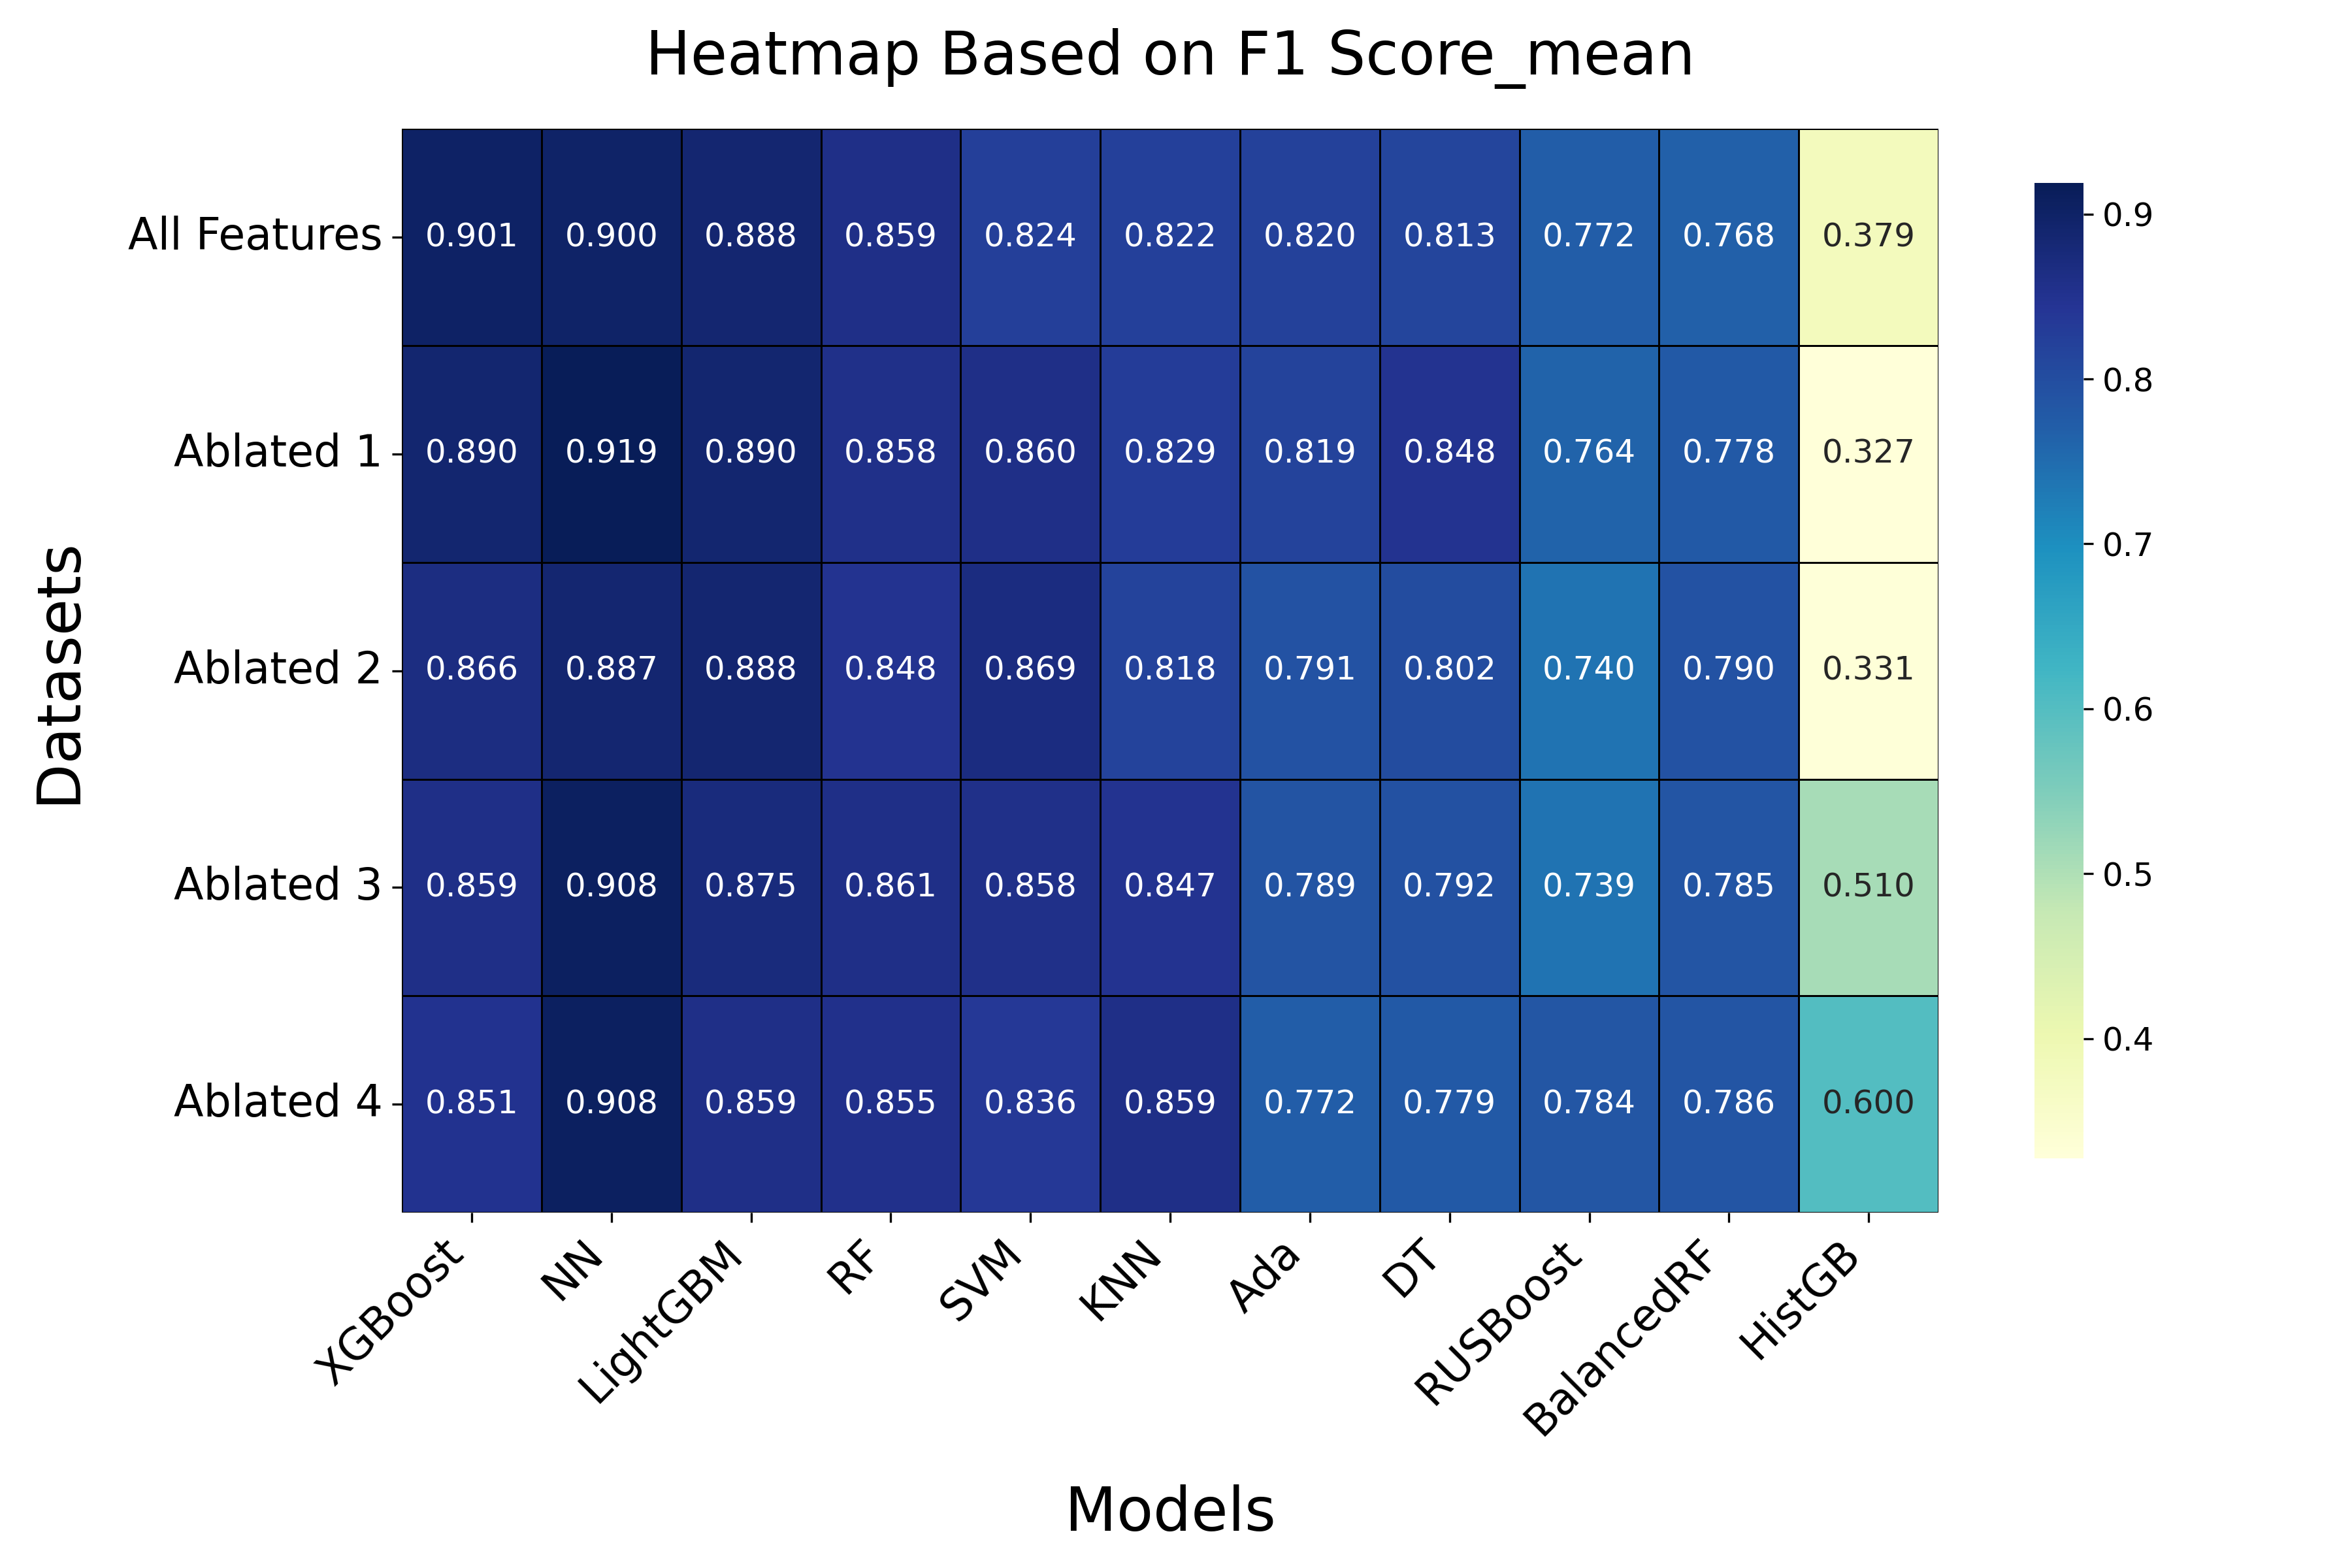 Heatmap Based on F1 Score_mean
Datasets
All Features 0.901 0.900 0.888 0.859 0.824 0.822 0.820 0.813 0.772 0.768 0.379
Ablated 1 0.890 0.919 0.890 0.858 0.860 0.829 0.819 0.848 0.764 0.778 0.327
Ablated 2 0.866 0.887 0.888 0.848 0.869 0.818 0.791 0.802 0.740 0.790 0.331
Ablated 3 0.859 0.908 0.875 0.861 0.858 0.847 0.789 0.792 0.739 0.785 0.510
Ablated 4 0.851 0.908 0.859 0.855 0.836 0.859 0.772 0.779 0.784 0.786 0.600
XGBoost NN LightGBM RF SVM KNN Ada DT RUSBoost BalancedRF HistGB
Models
0.9
0.8
0.7
0.6
0.5
0.4